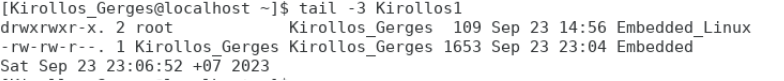 [Kirollos_Gerges@localhost ~]$ tail -3 Kirollos1
drwxrwxr-x. 2 root            Kirollos_Gerges  109 Sep 23 14:56 Embedded_Linux
-rw-rw-r--. 1 Kirollos_Gerges Kirollos_Gerges 1653 Sep 23 23:04 Embedded
Sat Sep 23 23:06:52 +07 2023